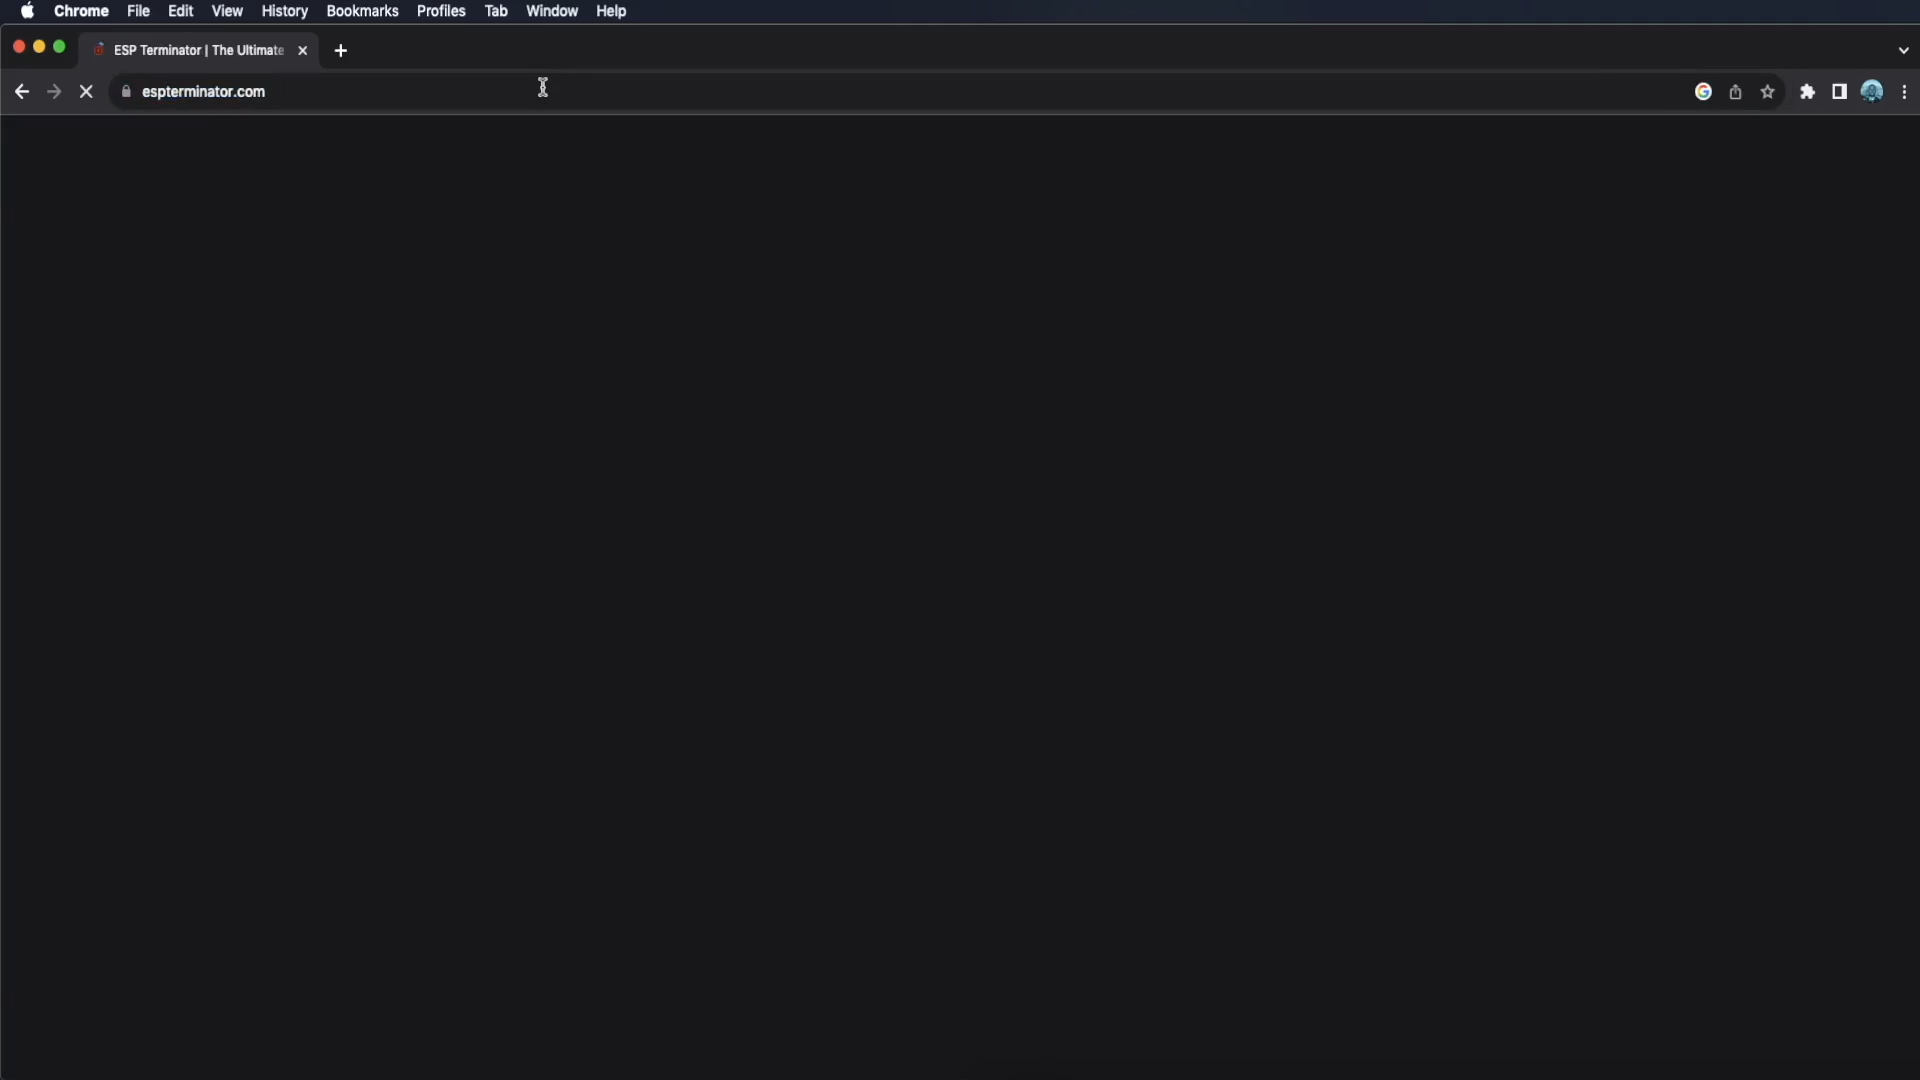 Chrome File Edit View History Bookmarks Profiles Tab Window Help
ESP Terminator | The Ultimate
espterminator.com